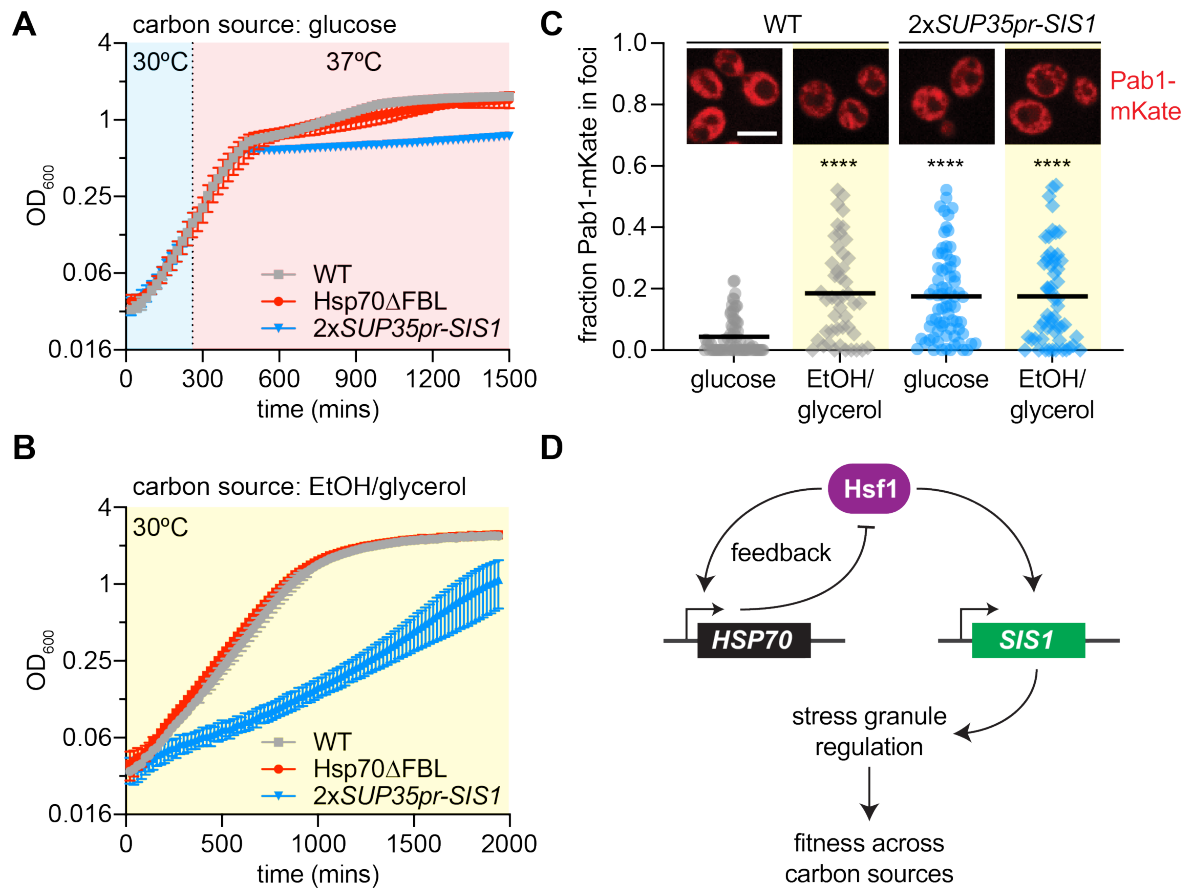 A
carbon source: glucose
30ºC
37ºC
4
1
0.25
0.06
0.016
OD600
WT
Hsp70ΔFBL
2xSUP35pr-SIS1
0 300 600 900 1200 1500
time (mins)
B
carbon source: EtOH/glycerol
30ºC
4
1
0.25
0.06
0.016
OD600
WT
Hsp70ΔFBL
2xSUP35pr-SIS1
0 500 1000 1500 2000
time (mins)
C
WT
2xSUP35pr-SIS1
Pab1-
mKate
fraction Pab1-mKate in foci
1.0
0.8
0.6
0.4
0.2
0.0
**** **** ****
glucose
EtOH/
glycerol
glucose
EtOH/
glycerol
D
Hsf1
feedback
HSP70
SIS1
stress granule
regulation
fitness across
carbon sources